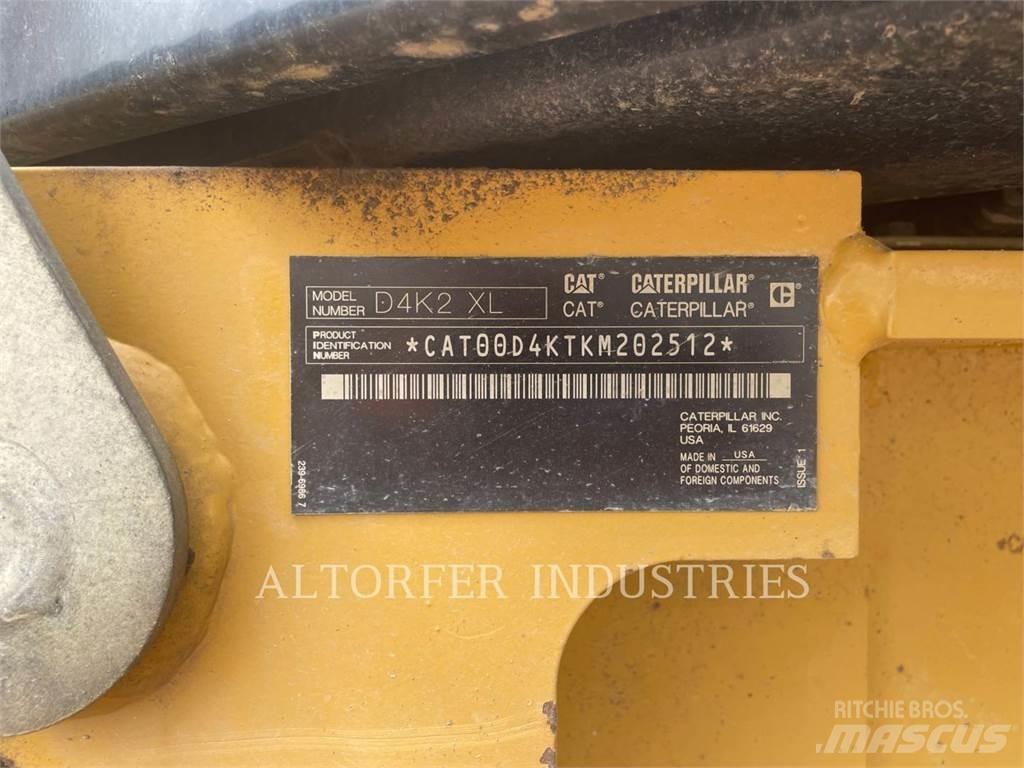 MODEL NUMBER D4K2 XL
CAT® CATERPILLAR®
CAT® CATERPILLAR®
PRODUCT IDENTIFICATION NUMBER *CAT00D4KTKM202512*
CATERPILLAR INC.
PEORIA, IL 61629
USA
MADE IN USA
OF DOMESTIC AND
FOREIGN COMPONENTS
ISSUE 1
239-6966 7
ALTORFER INDUSTRIES
RITCHIE BROS.
MASCUS